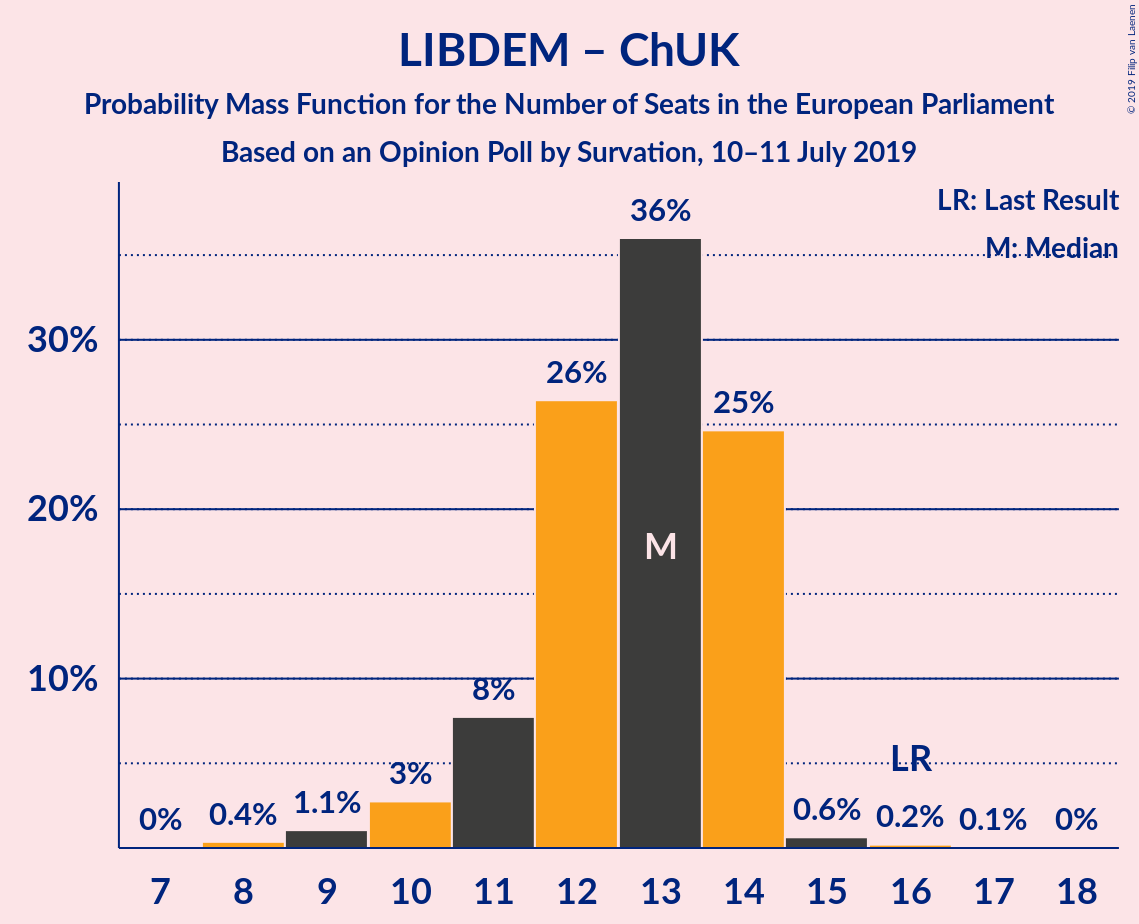 LIBDEM – ChUK
Probability Mass Function for the Number of Seats in the European Parliament
Based on an Opinion Poll by Survation, 10–11 July 2019
© 2019 Filip van Laenen
LR: Last Result
M: Median
36%
30%
26%
25%
20%
M
10%
8%
LR
3%
1.1%
0.4%
0%
0.6%
0.2%
0.1%
0%
7 8 9 10 11 12 13 14 15 16 17 18